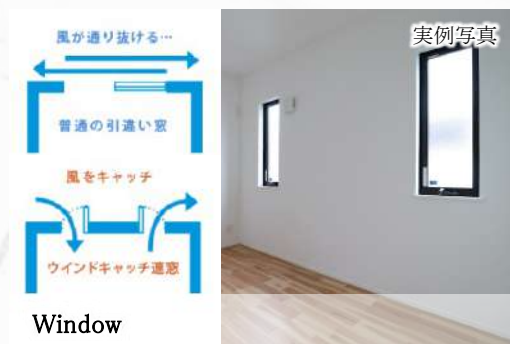 風が通り抜ける…
普通の引違い窓
風をキャッチ
ウインドキャッチ連窓
Window
実例写真